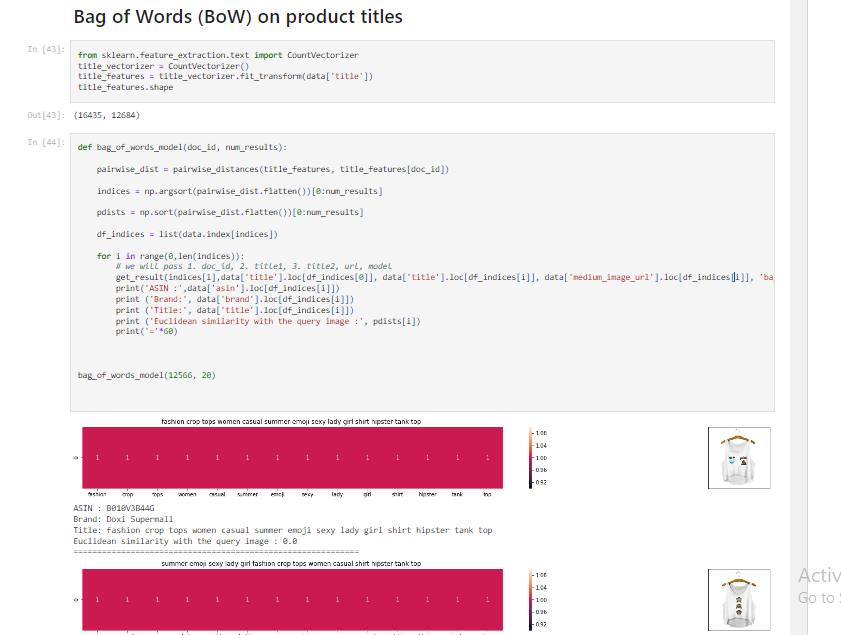 Bag of Words (BoW) on product titles
In [43]:
from sklearn.feature_extraction.text import CountVectorizer
title_vectorizer = CountVectorizer()
title_features = title_vectorizer.fit_transform(data['title'])
title_features.shape
Out[43]: (16435, 12684)
In [44]:
def bag_of_words_model(doc_id, num_results):
pairwise_dist = pairwise_distances(title_features, title_features[doc_id])
indices = np.argsort(pairwise_dist.flatten())[0:num_results]
pdists = np.sort(pairwise_dist.flatten())[0:num_results]
df_indices = list(data.index[indices])
for i in range(0,len(indices)):
# we will pass 1. doc_id, 2. title1, 3. title2, url, model
get_result(indices[i],data['title'].loc[df_indices[0]], data['title'].loc[df_indices[i]], data['medium_image_url'].loc[df_indices[i]], 'ba
print('ASIN :',data['asin'].loc[df_indices[i]])
print ('Brand:', data['brand'].loc[df_indices[i]])
print ('Title:', data['title'].loc[df_indices[i]])
print ('Euclidean similarity with the query image :', pdists[i])
print('='*60)
bag_of_words_model(12566, 20)
fashion crop tops women casual summer emoji sexy lady girl shirt hipster tank top
1.08
1.04
0 1 1 1 1 1 1 1 1 1 1 1 1 1 1 1.00
0.96
0.92
fashion crop tops women casual summer emoji sexy lady girl shirt hipster tank top
ASIN : B010V3B44G
Brand: Doxi Supermall
Title: fashion crop tops women casual summer emoji sexy lady girl shirt hipster tank top
Euclidean similarity with the query image : 0.0
============================================================
summer emoji sexy lady girl fashion crop tops women casual shirt hipster tank top
1.08
1.04
0 1 1 1 1 1 1 1 1 1 1 1 1 1 1 1.00
0.96
0.92
Activ
Go to S